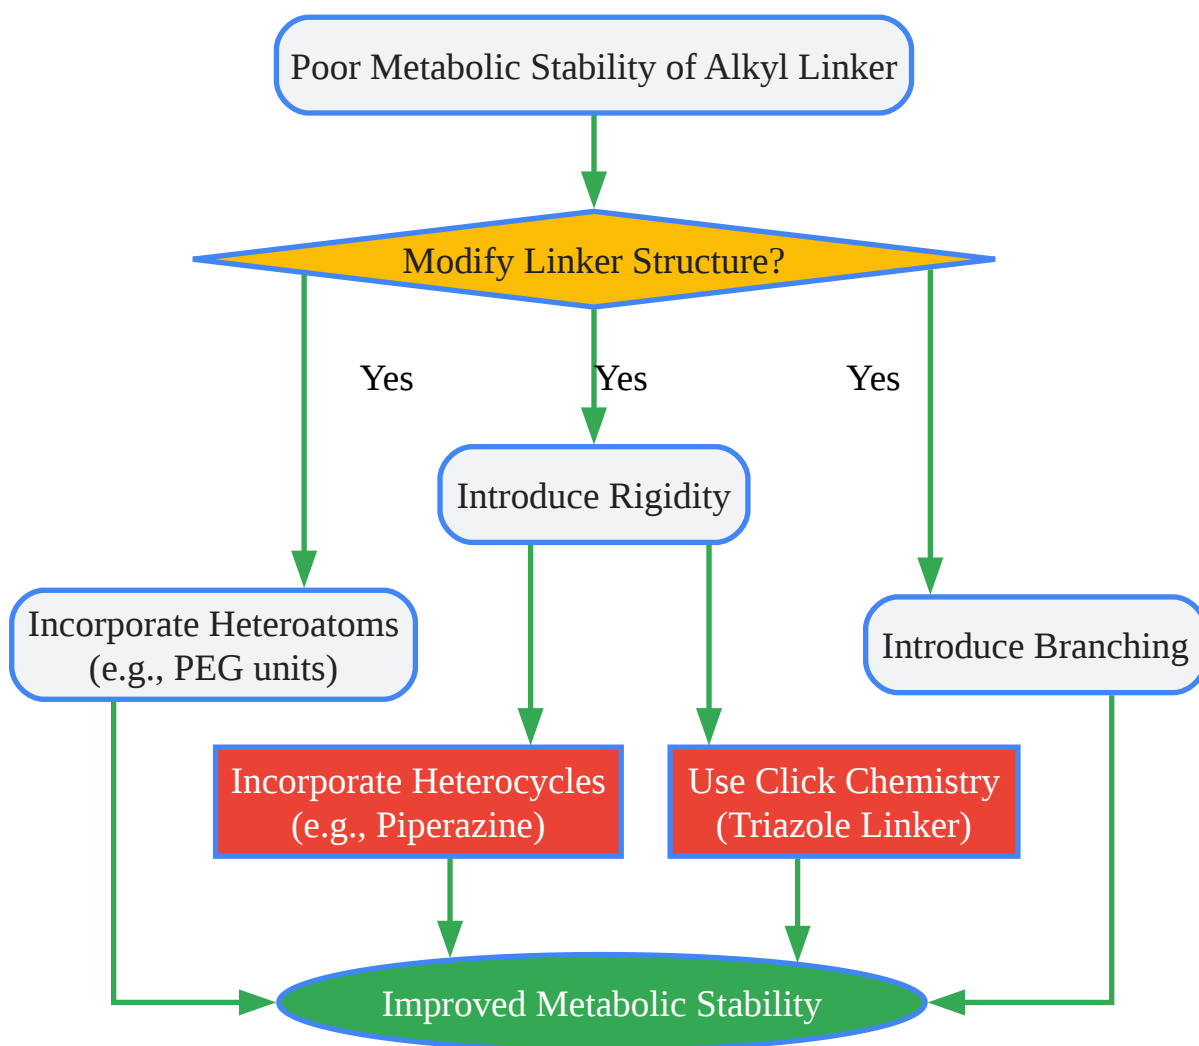 Poor Metabolic Stability of Alkyl Linker
Modify Linker Structure?
Yes
Yes
Yes
Introduce Rigidity
Incorporate Heteroatoms
(e.g., PEG units)
Introduce Branching
Incorporate Heterocycles
(e.g., Piperazine)
Use Click Chemistry
(Triazole Linker)
Improved Metabolic Stability